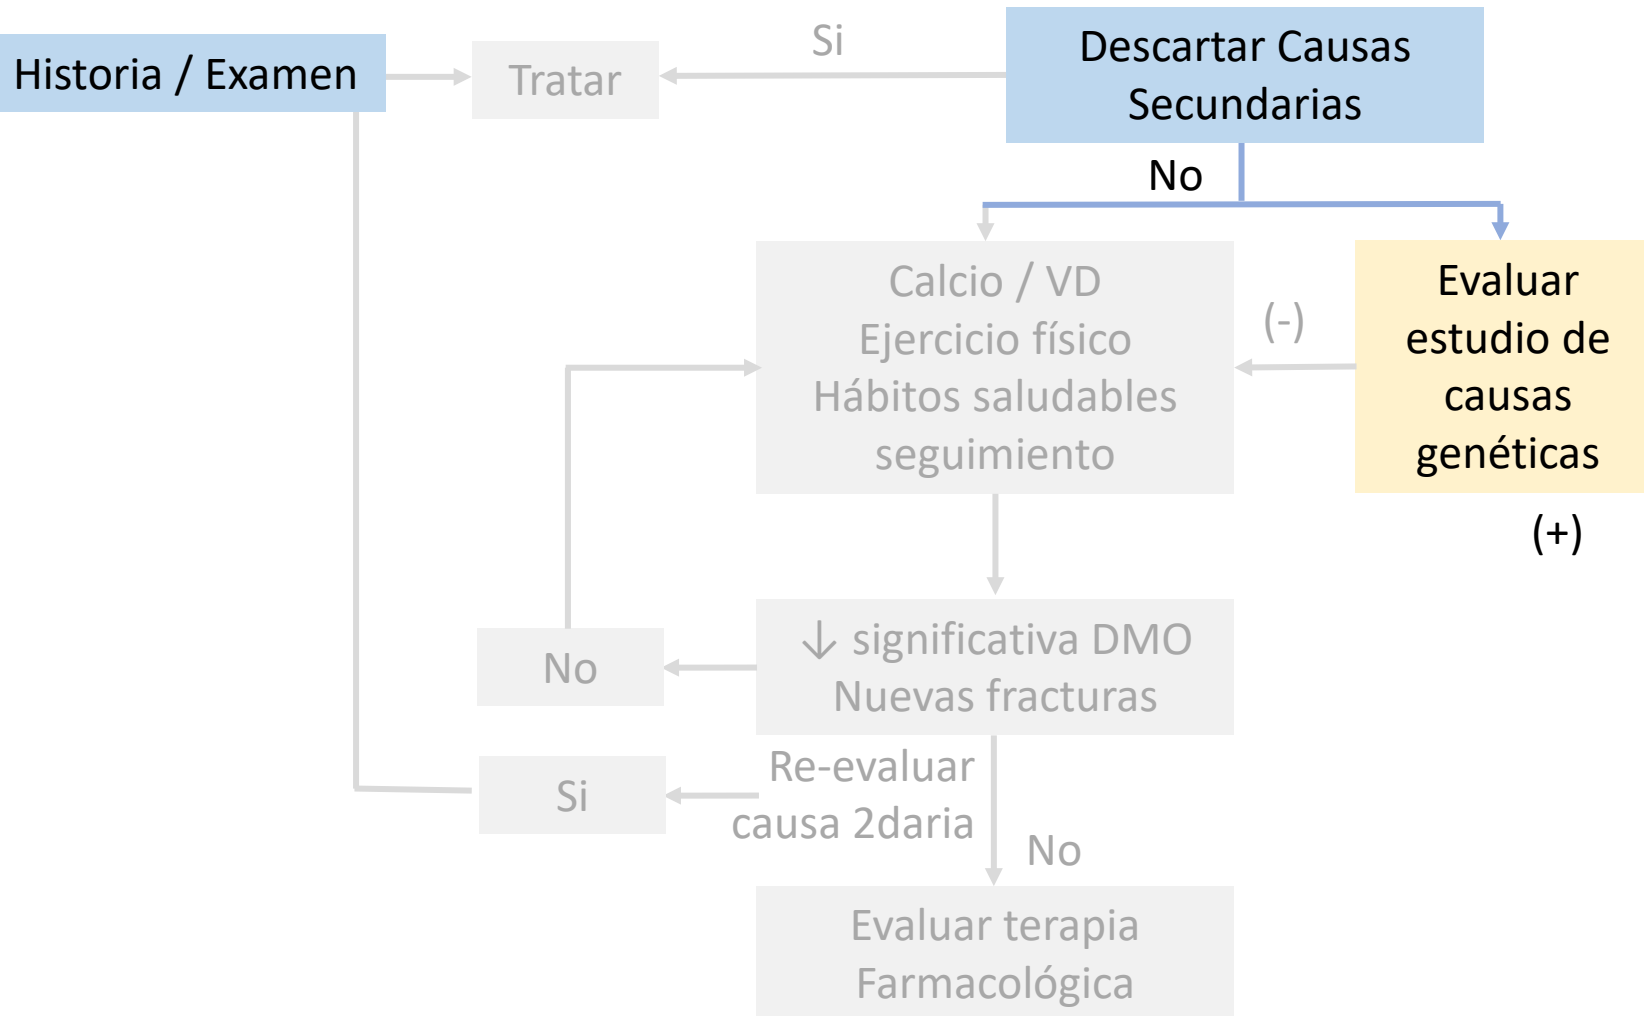 Historia / Examen
Tratar
Si
Descartar Causas
Secundarias
No
Calcio / VD
Ejercicio físico
Hábitos saludables
seguimiento
(-)
Evaluar
estudio de
causas
genéticas
(+)
No
↓ significativa DMO
Nuevas fracturas
Si
Re-evaluar
causa 2daria
No
Evaluar terapia
Farmacológica